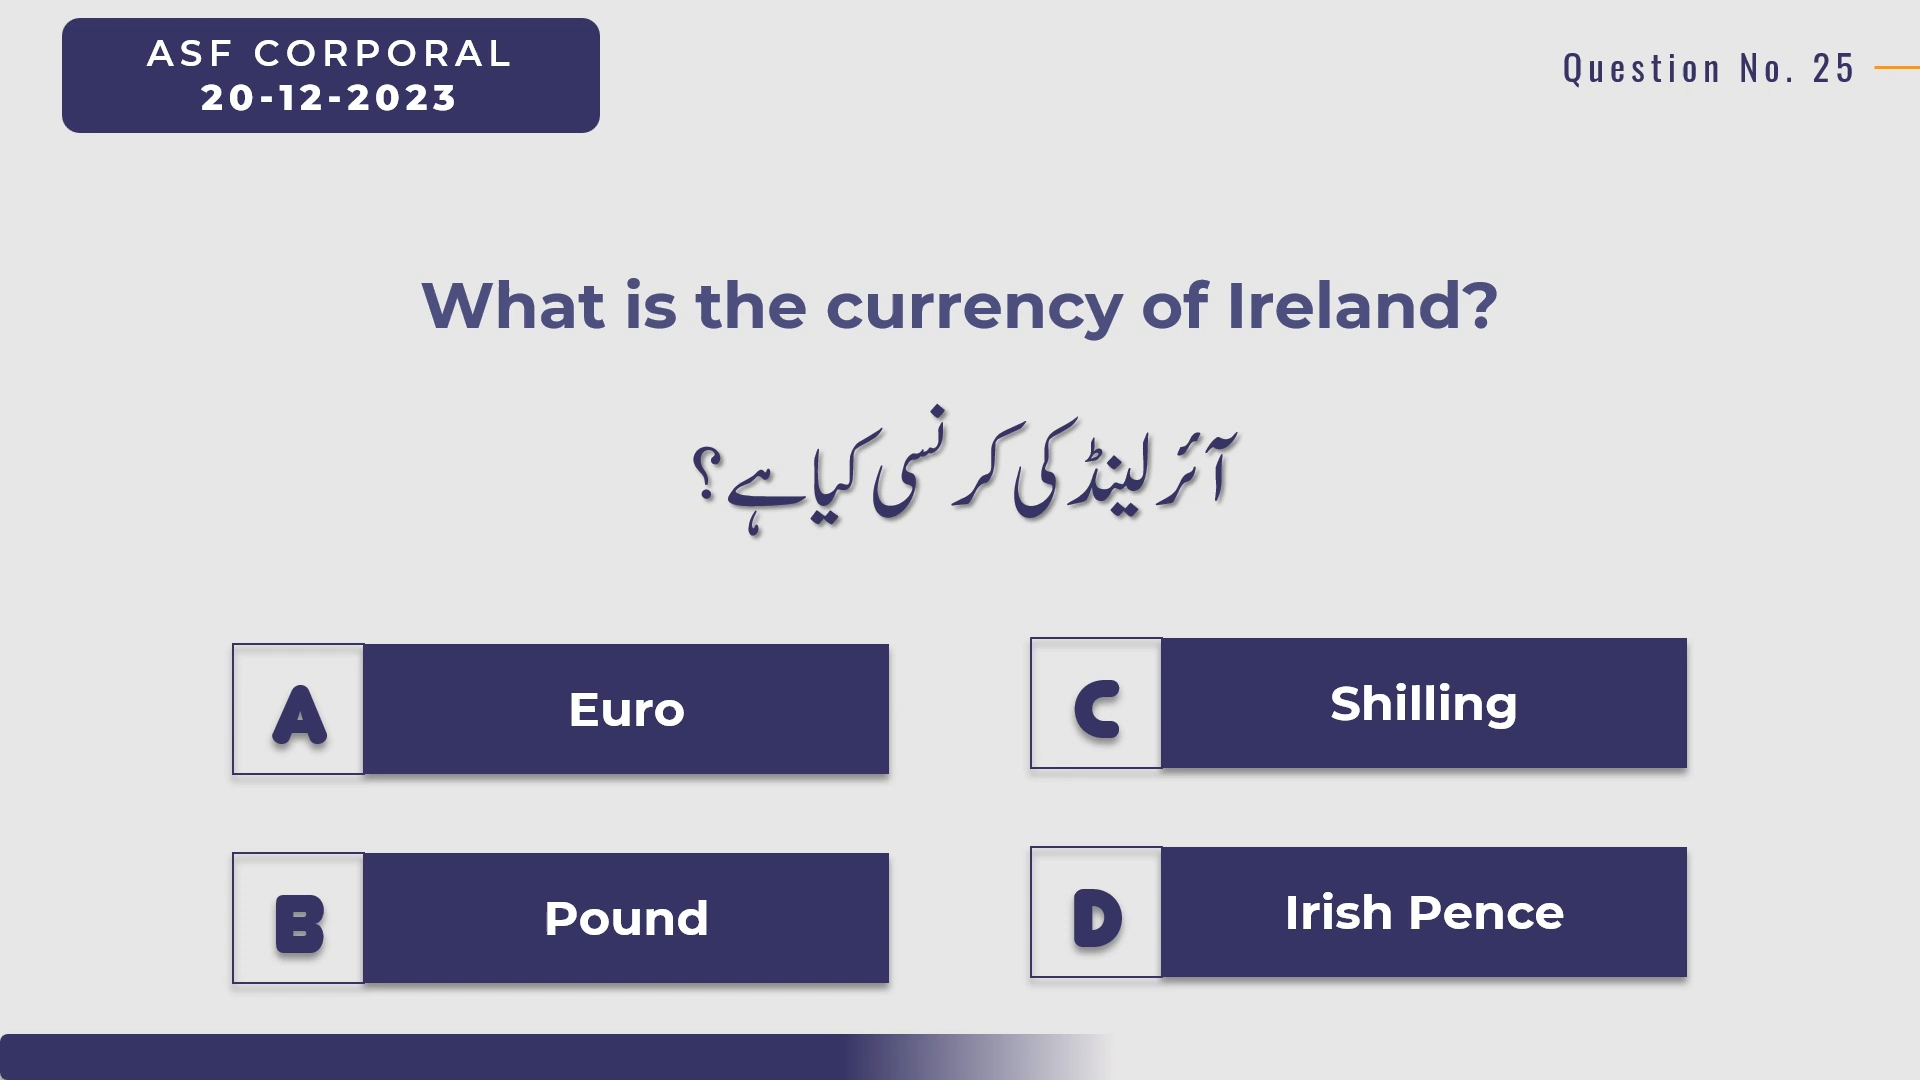 ASF CORPORAL
20-12-2023
Question No. 25
What is the currency of Ireland?
آئرلینڈ کی کرنسی کیا ہے؟
A Euro
C Shilling
B Pound
D Irish Pence